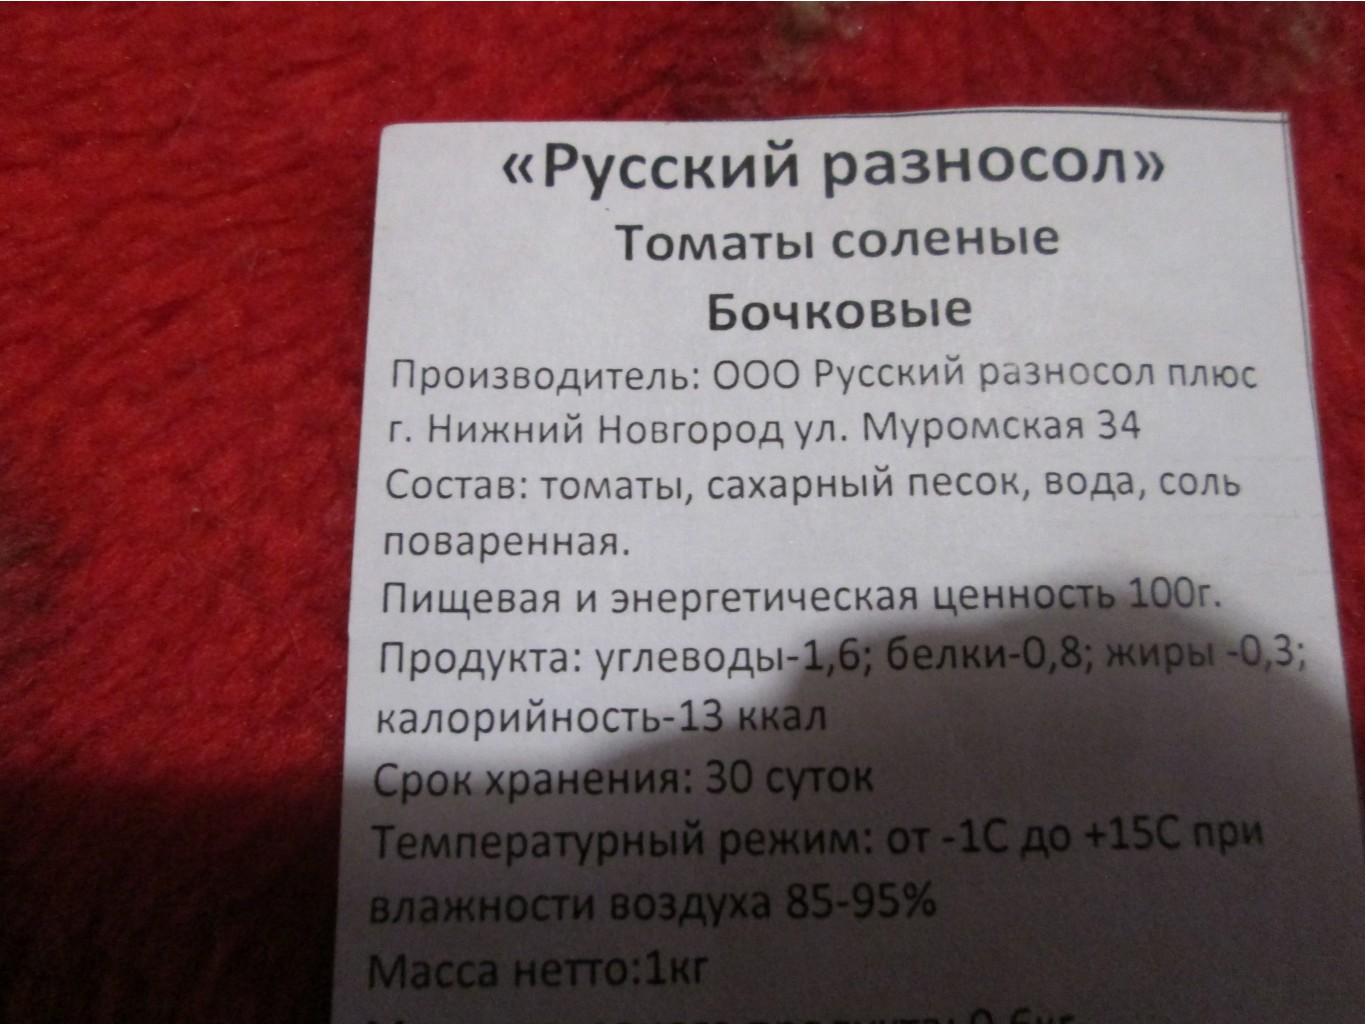 «Русский разносол»
Томаты соленые
Бочковые
Производитель: ООО Русский разносол плюс
г. Нижний Новгород ул. Муромская 34
Состав: томаты, сахарный песок, вода, соль
поваренная.
Пищевая и энергетическая ценность 100г.
Продукта: углеводы-1,6; белки-0,8; жиры -0,3;
калорийность-13 ккал
Срок хранения: 30 суток
Температурный режим: от -1С до +15С при
влажности воздуха 85-95%
Масса нетто:1кг